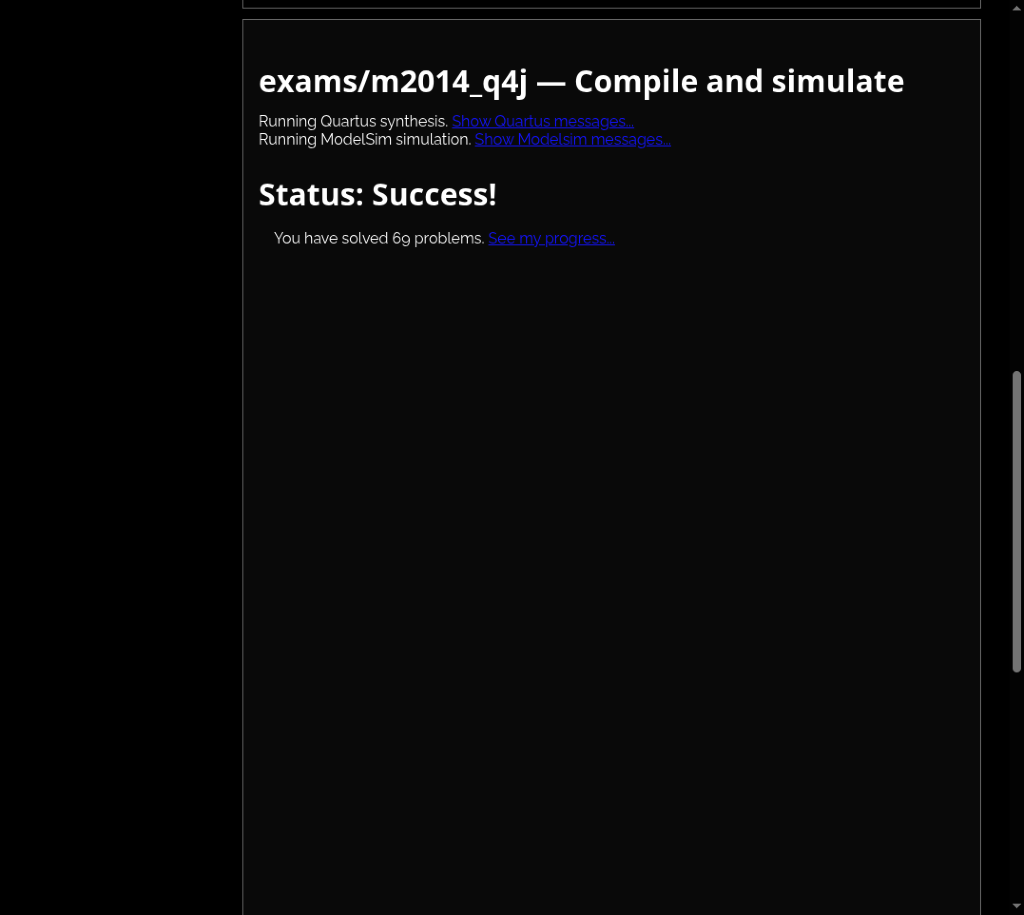 exams/m2014_q4j — Compile and simulate
Running Quartus synthesis. Show Quartus messages...
Running ModelSim simulation. Show Modelsim messages...
Status: Success!
You have solved 69 problems. See my progress...